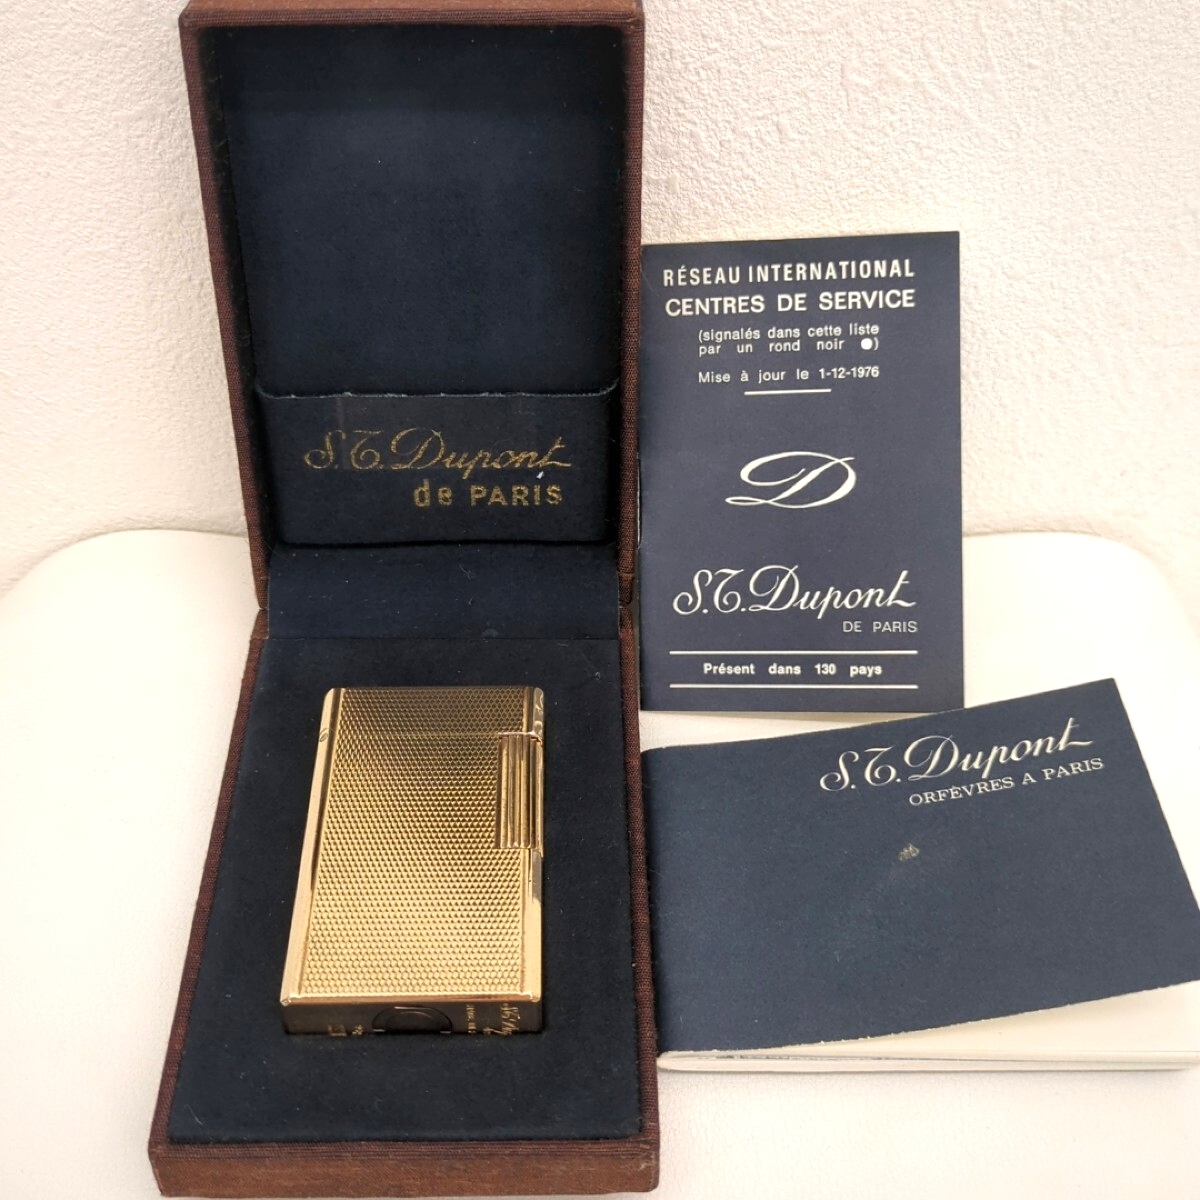 S.T. Dupont
de PARIS
RÉSEAU INTERNATIONAL
CENTRES DE SERVICE
(signalés dans cette liste
par un rond noir ●)
Mise à jour le 1-12-1976
D
S.T. Dupont
DE PARIS
Présent dans 130 pays
S.T. Dupont
ORFÈVRES A PARIS